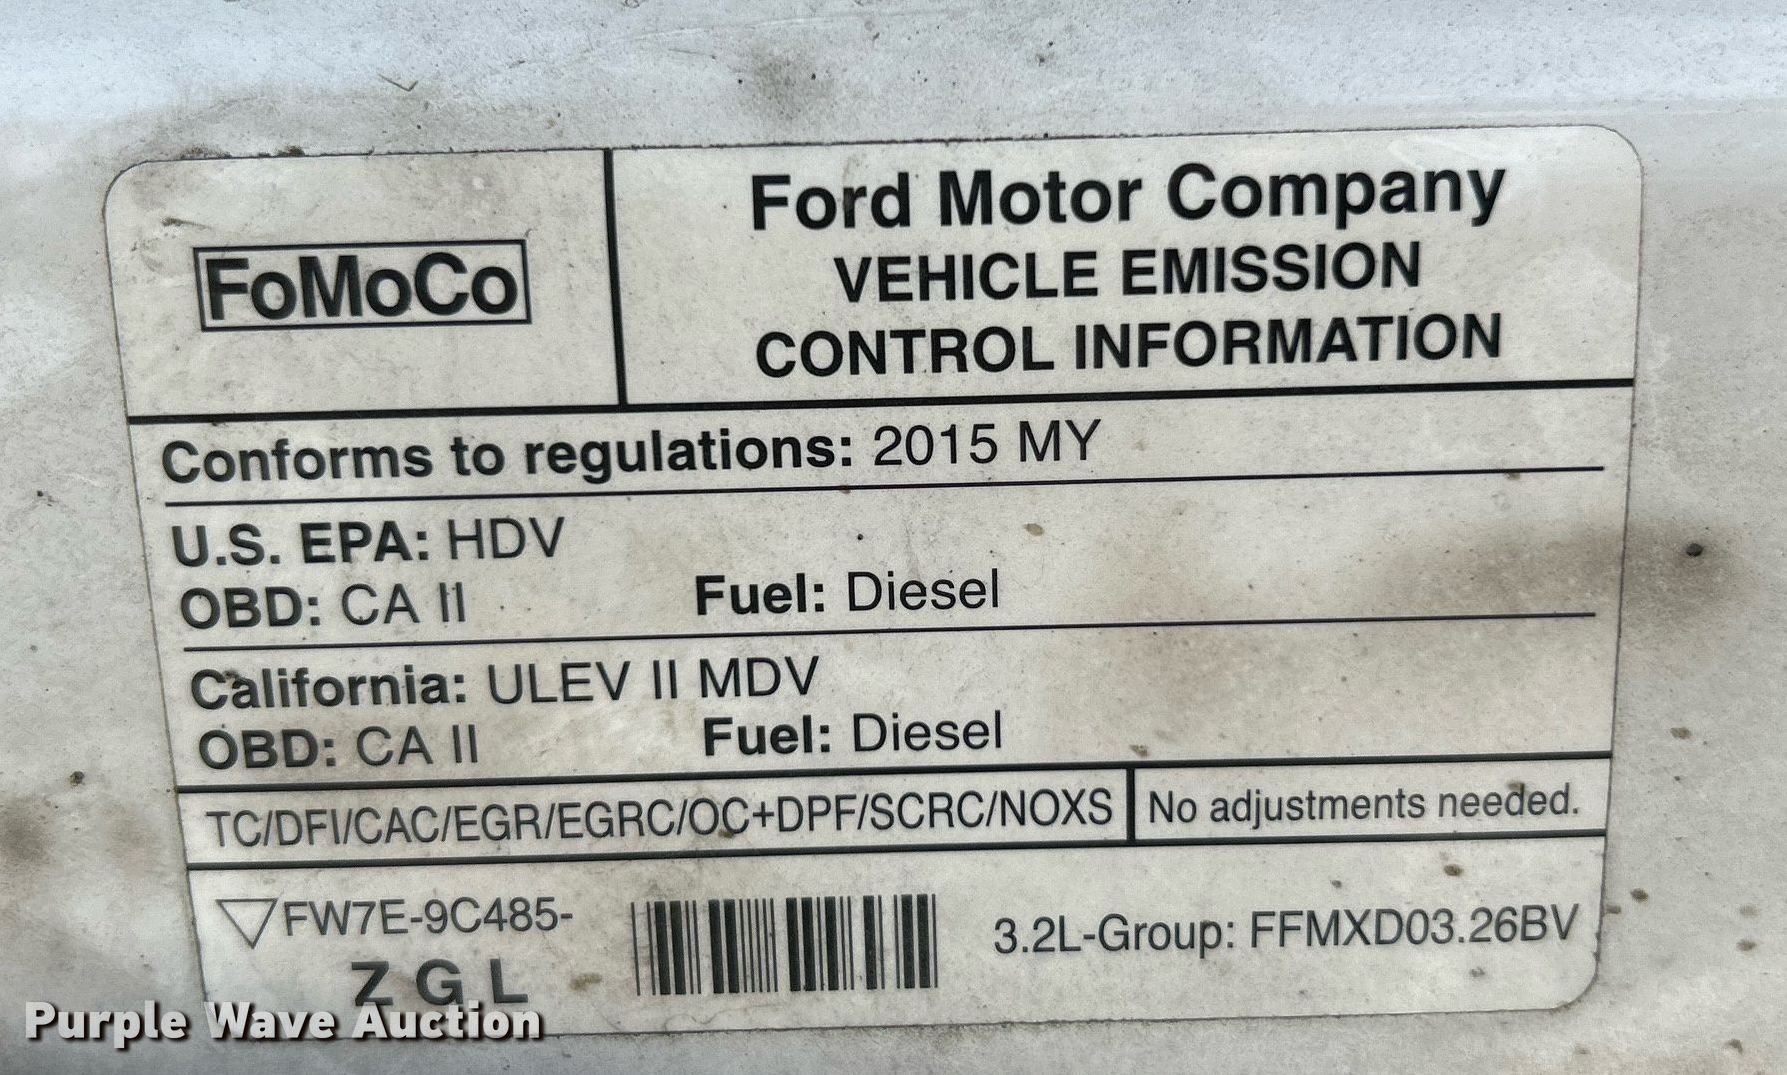 FoMoCo
Ford Motor Company
VEHICLE EMISSION
CONTROL INFORMATION
Conforms to regulations: 2015 MY
U.S. EPA: HDV
OBD: CA II Fuel: Diesel
California: ULEV II MDV
OBD: CA II Fuel: Diesel
TC/DFI/CAC/EGR/EGRC/OC+DPF/SCRC/NOXS No adjustments needed.
FW7E-9C485-
Z G L
3.2L-Group: FFMXD03.26BV
Purple Wave Auction